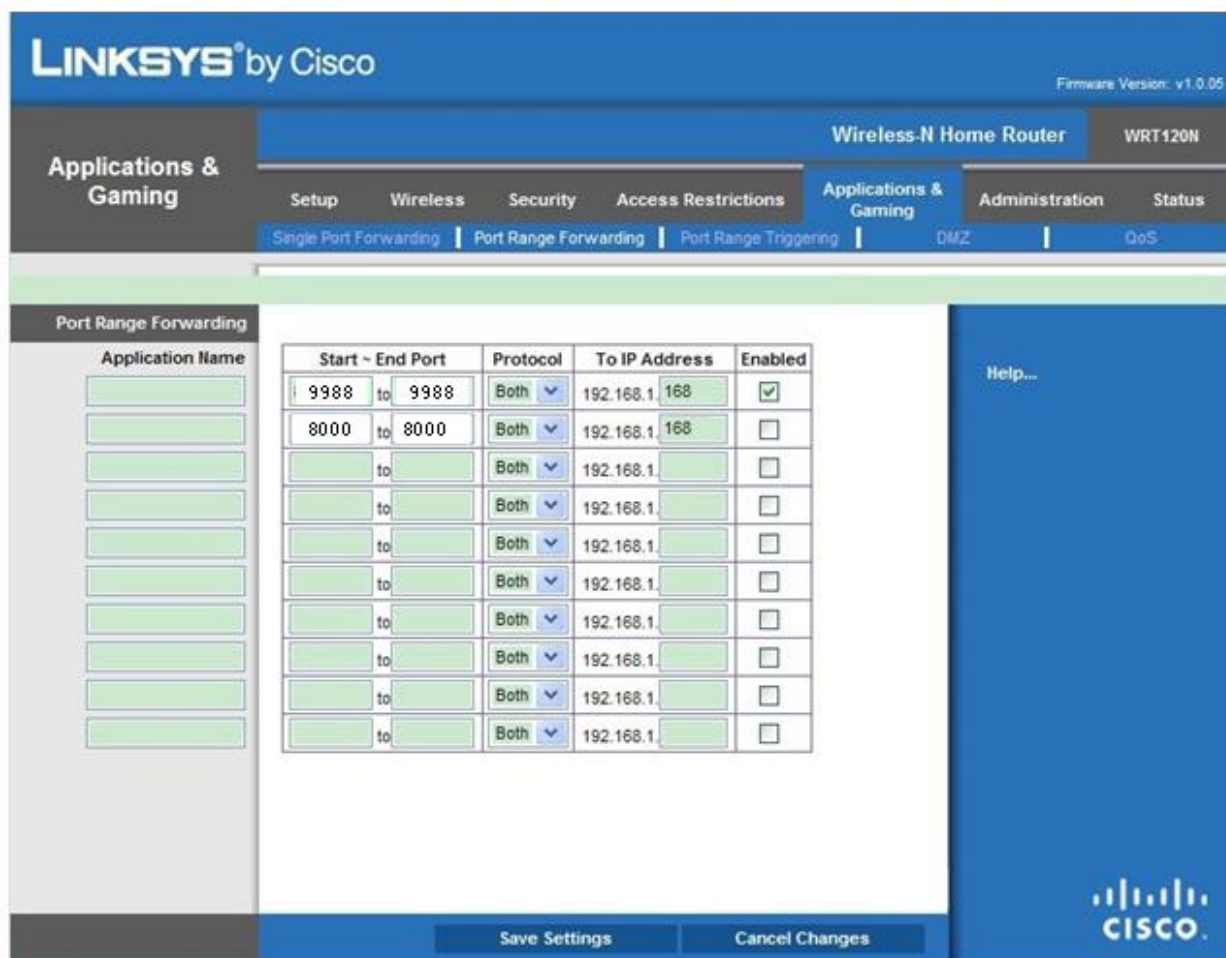 LINKSYS® by Cisco
Firmware Version: v1.0.05
Wireless-N Home Router WRT120N
Applications & Gaming
Setup Wireless Security Access Restrictions Applications & Gaming Administration Status
Single Port Forwarding | Port Range Forwarding | Port Range Triggering | DMZ | QoS
Port Range Forwarding
Application Name
Start ~ End Port Protocol To IP Address Enabled
9988 to 9988 Both 192.168.1. 168
8000 to 8000 Both 192.168.1. 168
to Both 192.168.1.
to Both 192.168.1.
to Both 192.168.1.
to Both 192.168.1.
to Both 192.168.1.
to Both 192.168.1.
to Both 192.168.1.
to Both 192.168.1.
Help...
Save Settings Cancel Changes
CISCO.